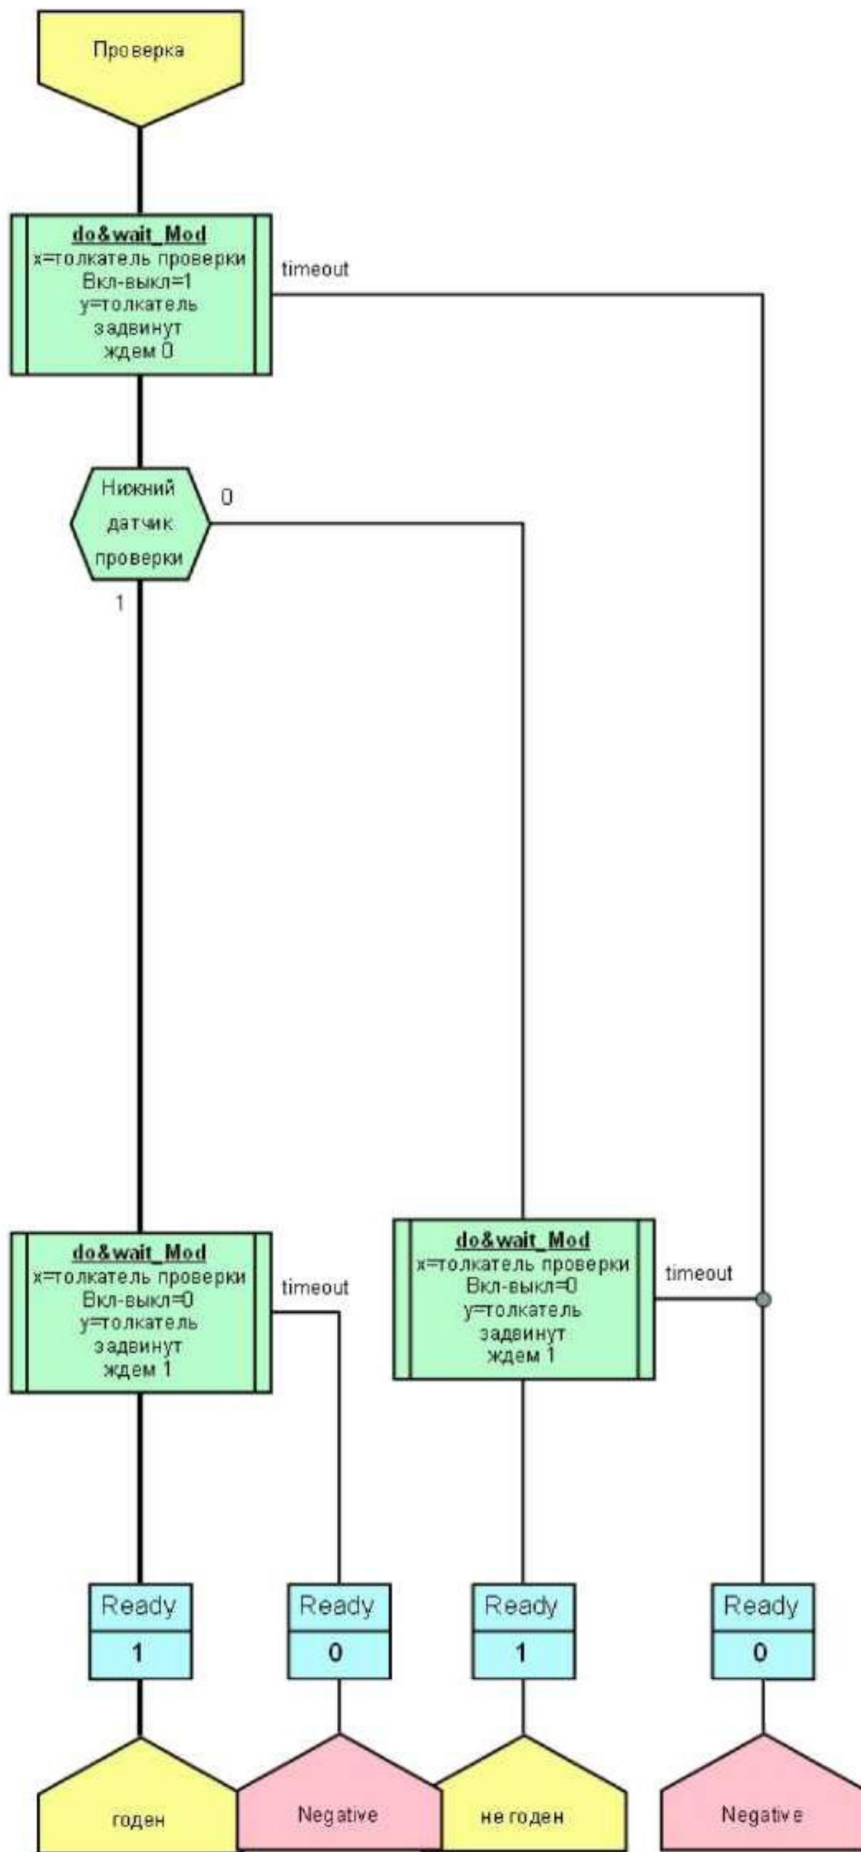 Проверка
do&wait_Mod
x=толкатель проверки
Вкл-выкл=1
y=толкатель
задвинут
ждем 0
timeout
Нижний
датчик
проверки
0
1
do&wait_Mod
x=толкатель проверки
Вкл-выкл=0
y=толкатель
задвинут
ждем 1
timeout
do&wait_Mod
x=толкатель проверки
Вкл-выкл=0
y=толкатель
задвинут
ждем 1
timeout
Ready
1
Ready
0
Ready
1
Ready
0
годен
Negative
не годен
Negative